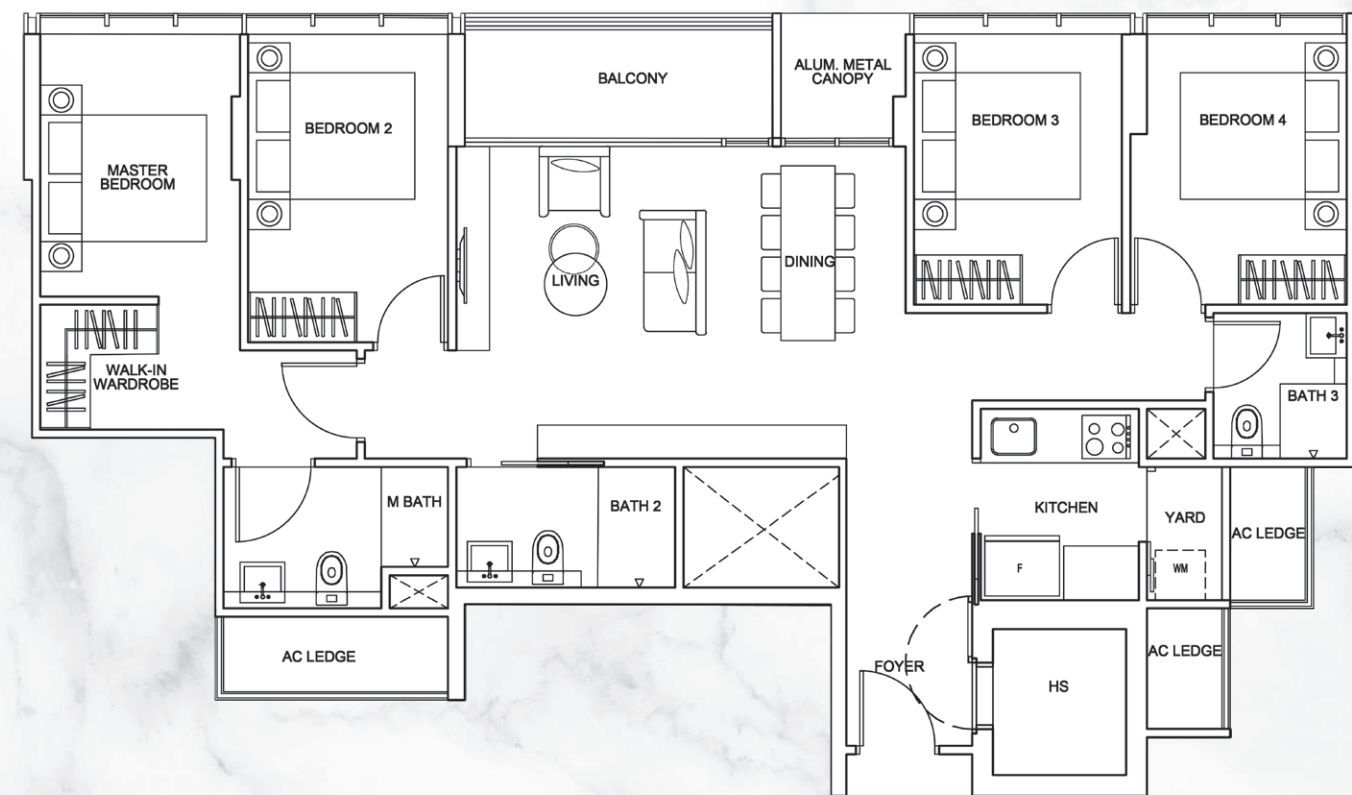 BALCONY
ALUM. METAL
CANOPY
BEDROOM 2
BEDROOM 3
BEDROOM 4
MASTER
BEDROOM
LIVING
DINING
WALK-IN
WARDROBE
BATH 3
M BATH
BATH 2
KITCHEN
YARD
AC LEDGE
F
WM
AC LEDGE
FOYER
AC LEDGE
HS